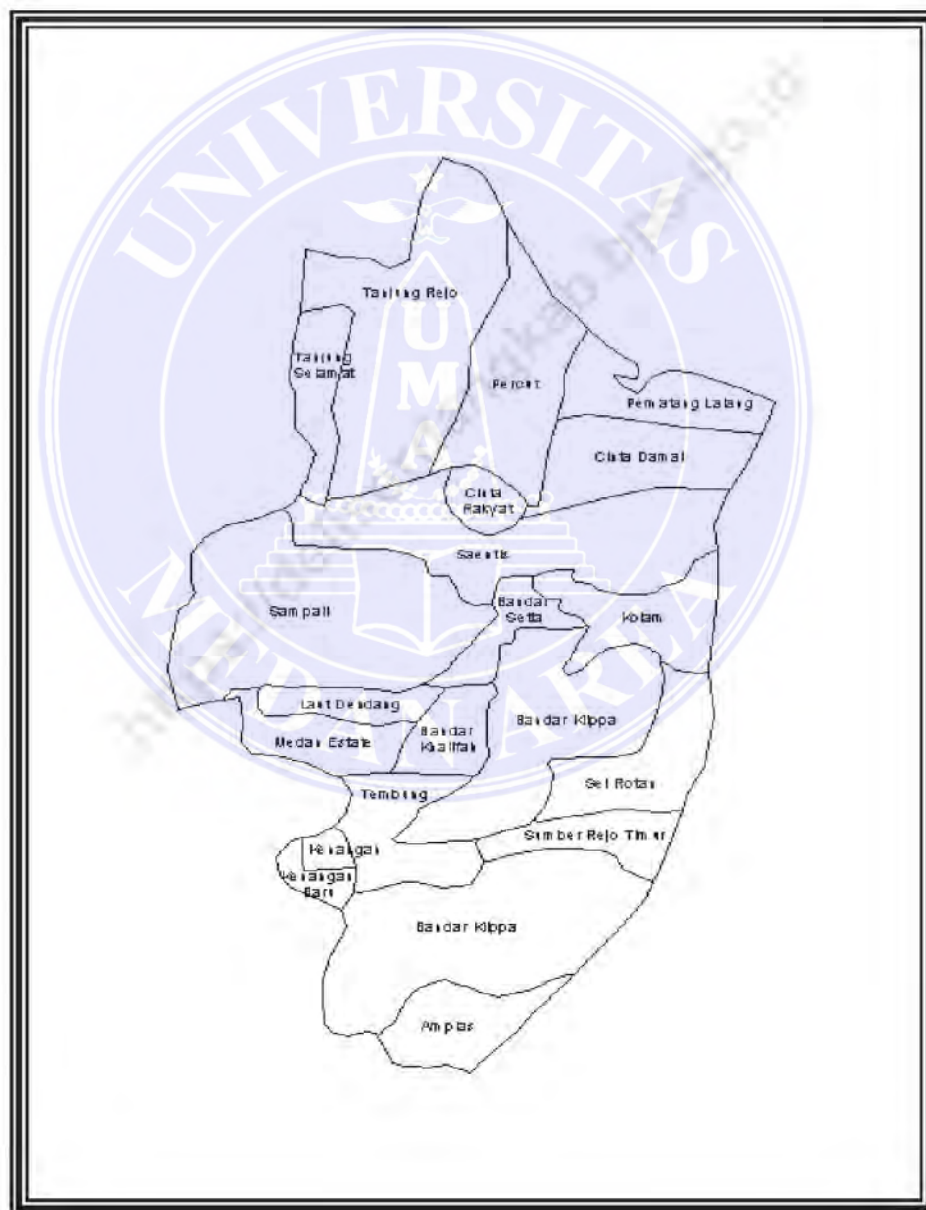 UNIVERSITAS
Tanjung Rejo
UMA
Tanjung
Selamat
Percut
Pematang Lalang
Cinta Damai
Cinta
Rakyat
Saentis
Sampali
Bandar
Setia
Kolam
Laut Dendang
Medan Estate
Bandar
Khalifah
Bandar Klippa
Sei Rotan
Tembung
Sumber Rejo Timur
Kenangan
Kenangan
Baru
Bandar Klippa
Amplas
MEDAN AREA